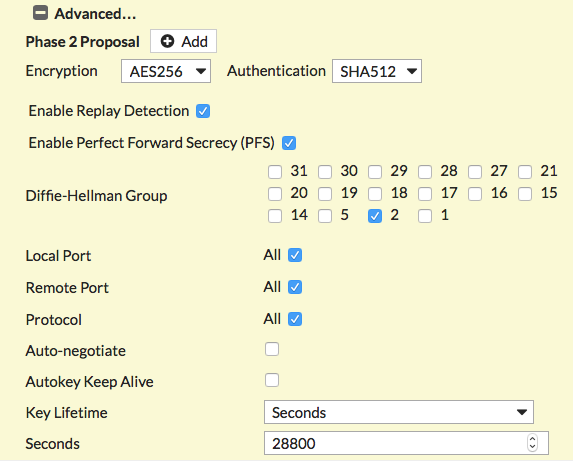 Advanced...
Phase 2 Proposal Add
Encryption AES256 Authentication SHA512
Enable Replay Detection
Enable Perfect Forward Secrecy (PFS)
31 30 29 28 27 21
Diffie-Hellman Group 20 19 18 17 16 15
14 5 2 1
Local Port All
Remote Port All
Protocol All
Auto-negotiate
Autokey Keep Alive
Key Lifetime Seconds
Seconds 28800